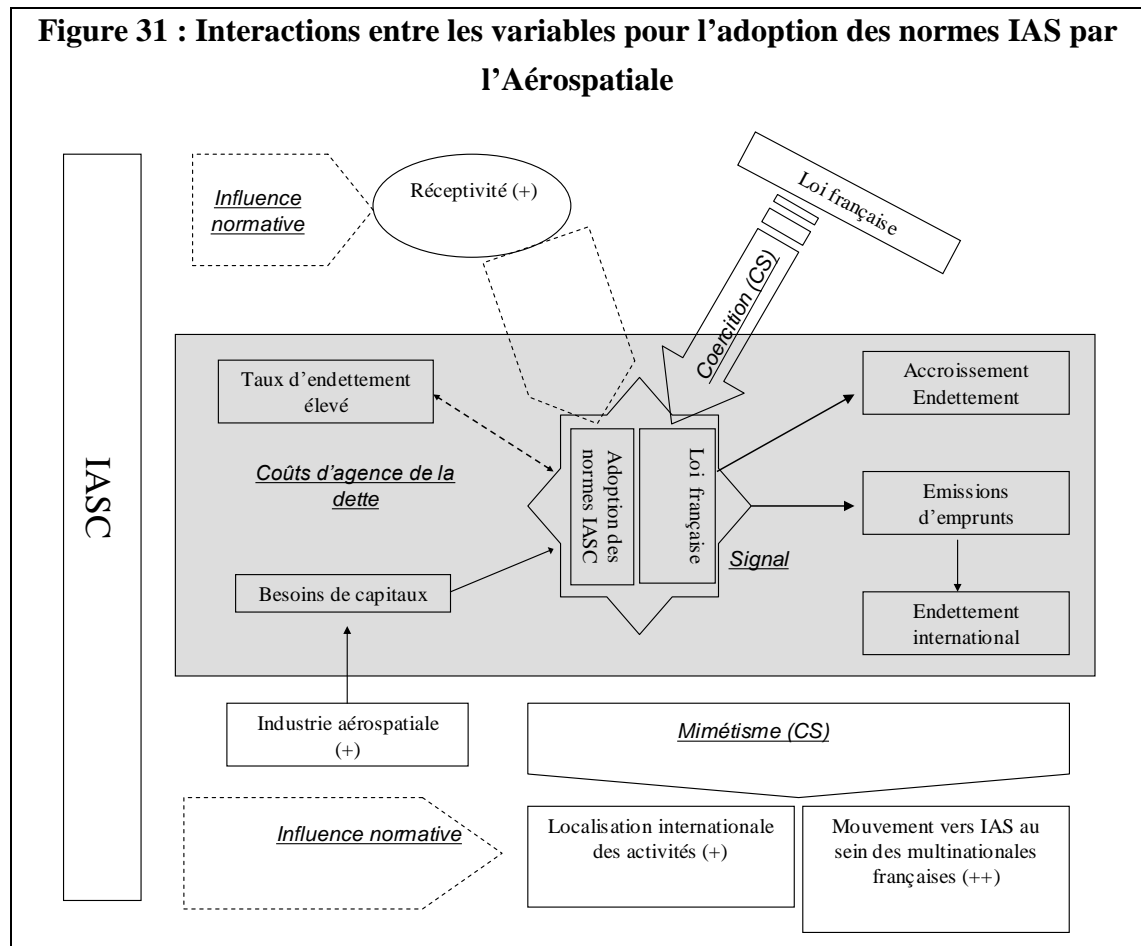 Figure 31 : Interactions entre les variables pour l'adoption des normes IAS par
l'Aérospatiale
IASC
Influence
normative
Réceptivité (+)
Loi française
Coercition (CS)
Taux d'endettement
élevé
Coûts d'agence de la
dette
Besoins de capitaux
Adoption des
normes IASC
Loi française
Signal
Accroissement
Endettement
Emissions
d'emprunts
Endettement
international
Industrie aérospatiale
(+)
Mimétisme (CS)
Influence normative
Localisation internationale
des activités (+)
Mouvement vers IAS au
sein des multinationales
françaises (++)